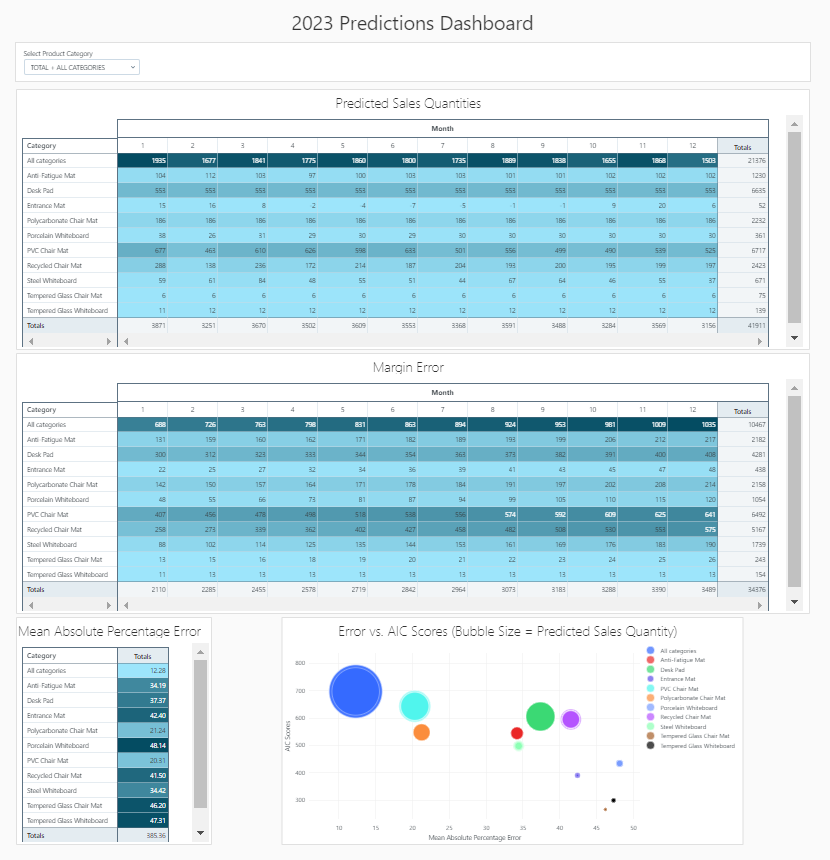 2023 Predictions Dashboard
Select Product Category
TOTAL + ALL CATEGORIES
Predicted Sales Quantities
Month
Category 1 2 3 4 5 6 7 8 9 10 11 12 Totals
All categories 1935 1677 1841 1775 1860 1800 1735 1889 1838 1655 1868 1503 21376
Anti-Fatigue Mat 104 112 103 97 100 103 103 101 101 102 102 102 1230
Desk Pad 553 553 553 553 553 553 553 553 553 553 553 553 6635
Entrance Mat 15 16 8 -2 -4 -7 5 -1 1 9 20 6 52
Polycarbonate Chair Mat 186 186 186 186 186 186 186 186 186 186 186 186 2232
Porcelain Whiteboard 38 26 31 29 30 29 30 30 30 30 30 30 361
PVC Chair Mat 677 463 610 626 598 633 501 556 499 490 539 525 6717
Recycled Chair Mat 288 138 236 172 214 187 204 193 200 195 199 197 2423
Steel Whiteboard 59 61 84 48 55 51 44 67 64 46 55 37 671
Tempered Glass Chair Mat 6 6 6 6 6 6 6 6 6 6 6 6 75
Tempered Glass Whiteboard 11 12 12 12 12 12 12 12 12 12 12 12 139
Totals 3871 3251 3670 3502 3609 3553 3368 3591 3488 3284 3569 3156 41911
Margin Error
Month
Category 1 2 3 4 5 6 7 8 9 10 11 12 Totals
All categories 688 726 763 798 831 863 894 924 953 981 1009 1035 10467
Anti-Fatigue Mat 131 159 160 162 171 182 189 193 199 206 212 217 2182
Desk Pad 300 312 323 333 344 354 363 373 382 391 400 408 4281
Entrance Mat 22 25 27 32 34 36 39 41 43 45 47 48 438
Polycarbonate Chair Mat 142 150 157 164 171 178 184 191 197 202 208 214 2158
Porcelain Whiteboard 48 55 66 73 81 87 94 99 105 110 115 120 1054
PVC Chair Mat 407 456 478 498 518 538 556 574 592 609 625 641 6492
Recycled Chair Mat 258 273 339 362 402 427 458 482 508 530 553 575 5167
Steel Whiteboard 88 102 114 125 135 144 153 161 169 176 183 190 1739
Tempered Glass Chair Mat 13 15 16 18 19 20 21 22 23 24 25 26 243
Tempered Glass Whiteboard 11 13 13 13 13 13 13 13 13 13 13 13 154
Totals 2110 2285 2455 2578 2719 2842 2964 3073 3183 3288 3390 3489 34376
Mean Absolute Percentage Error
Category Totals
All categories 12.28
Anti-Fatigue Mat 34.19
Desk Pad 37.37
Entrance Mat 42.40
Polycarbonate Chair Mat 21.24
Porcelain Whiteboard 48.14
PVC Chair Mat 20.31
Recycled Chair Mat 41.50
Steel Whiteboard 34.42
Tempered Glass Chair Mat 46.20
Tempered Glass Whiteboard 47.31
Totals 385.36
Error vs. AIC Scores (Bubble Size = Predicted Sales Quantity)
AIC Scores
800
700
600
500
400
300
10 15 20 25 30 35 40 45 50
Mean Absolute Percentage Error
All categories
Anti-Fatigue Mat
Desk Pad
Entrance Mat
PVC Chair Mat
Polycarbonate Chair Mat
Porcelain Whiteboard
Recycled Chair Mat
Steel Whiteboard
Tempered Glass Chair Mat
Tempered Glass Whiteboard